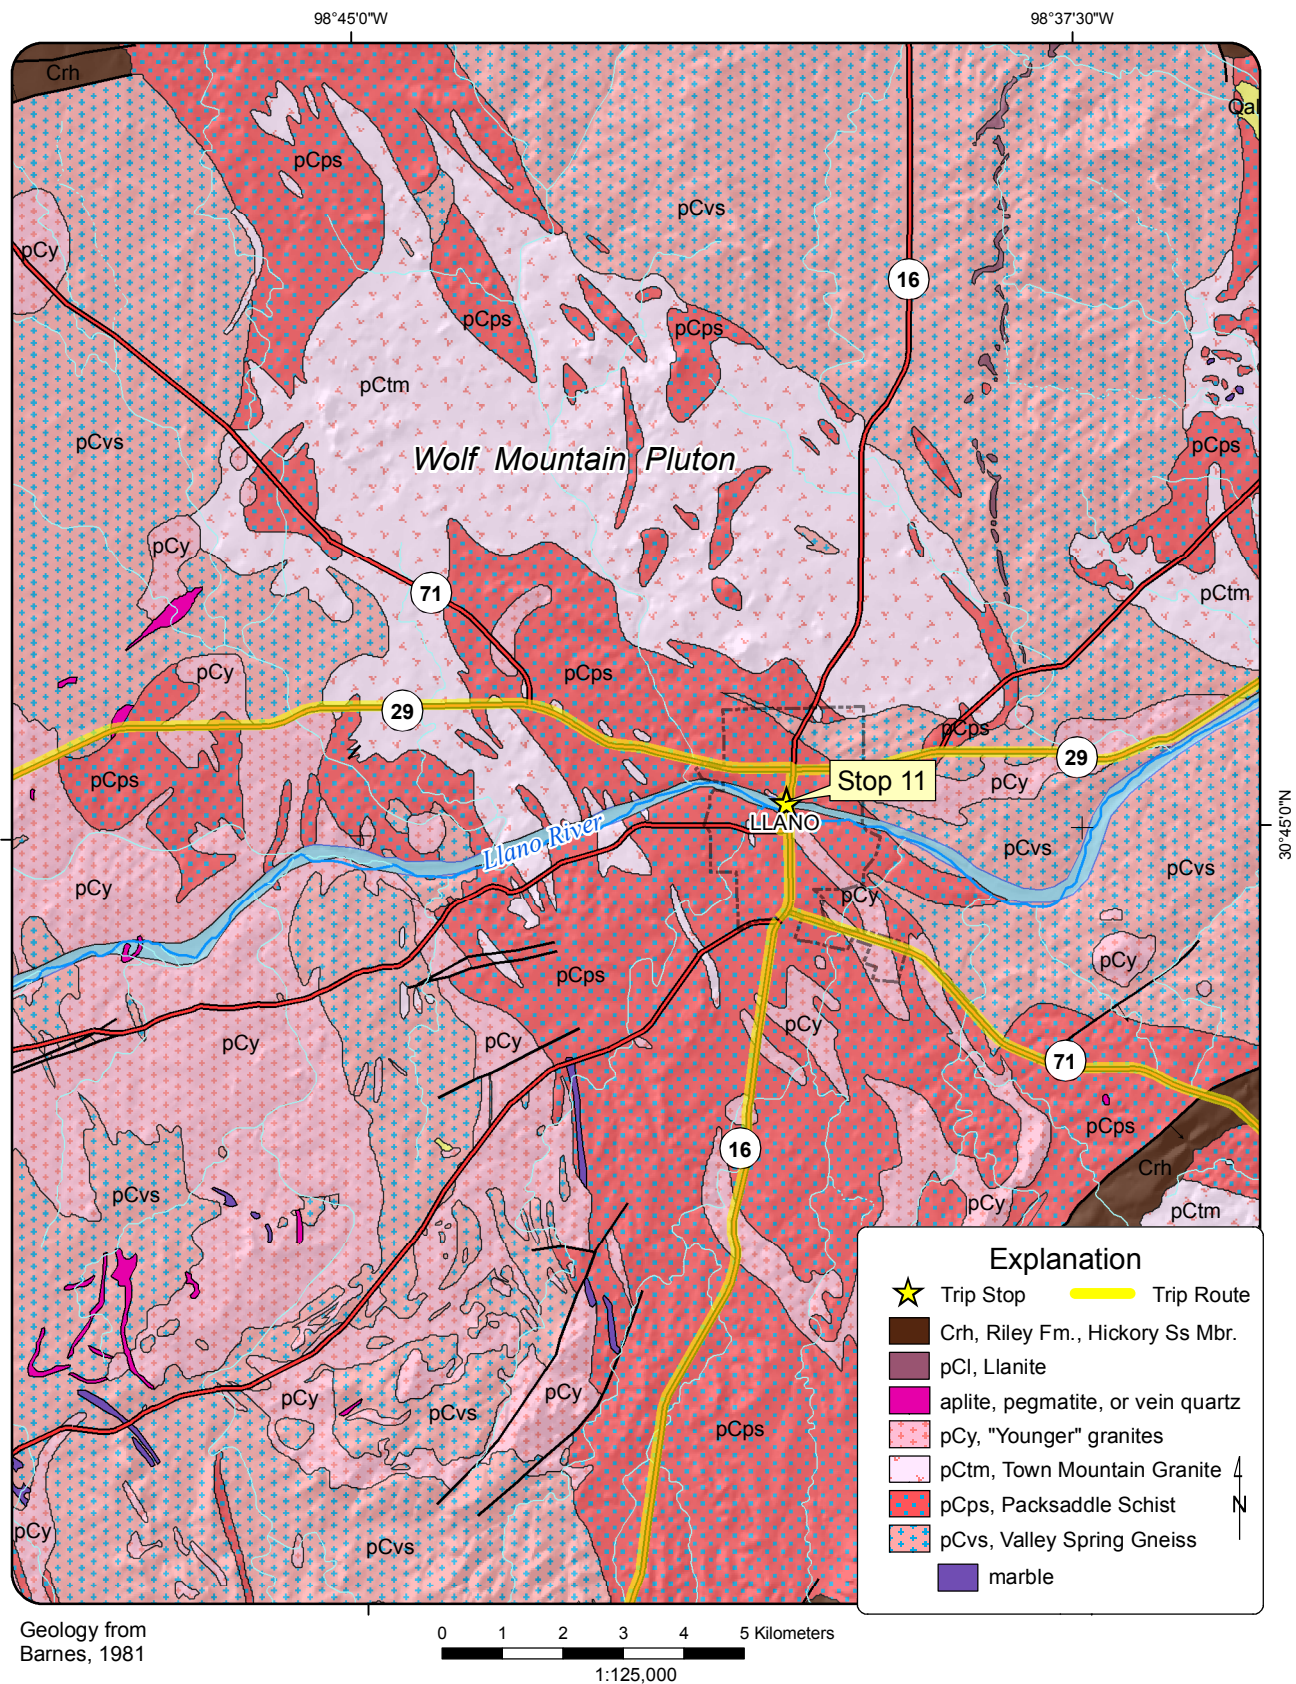 98°45'0"W
98°37'30"W
Crh
Qal
pCps
pCvs
pCy
16
pCps
pCps
pCtm
pCvs
Wolf Mountain Pluton
pCps
pCy
71
pCtm
pCy
pCps
29
pCps
29
pCps
Stop 11
pCy
LLANO
Llano River
30°45'0"N
pCvs
pCvs
pCy
pCy
pCy
pCps
pCy
pCy
pCy
71
pCps
16
Crh
pCvs
pCy
pCtm
pCy
pCy
pCvs
pCps
pCy
pCvs
Explanation
Trip Stop
Trip Route
Crh, Riley Fm., Hickory Ss Mbr.
pCl, Llanite
aplite, pegmatite, or vein quartz
pCy, "Younger" granites
pCtm, Town Mountain Granite
pCps, Packsaddle Schist
N
pCvs, Valley Spring Gneiss
marble
Geology from
Barnes, 1981
0 1 2 3 4 5 Kilometers
1:125,000